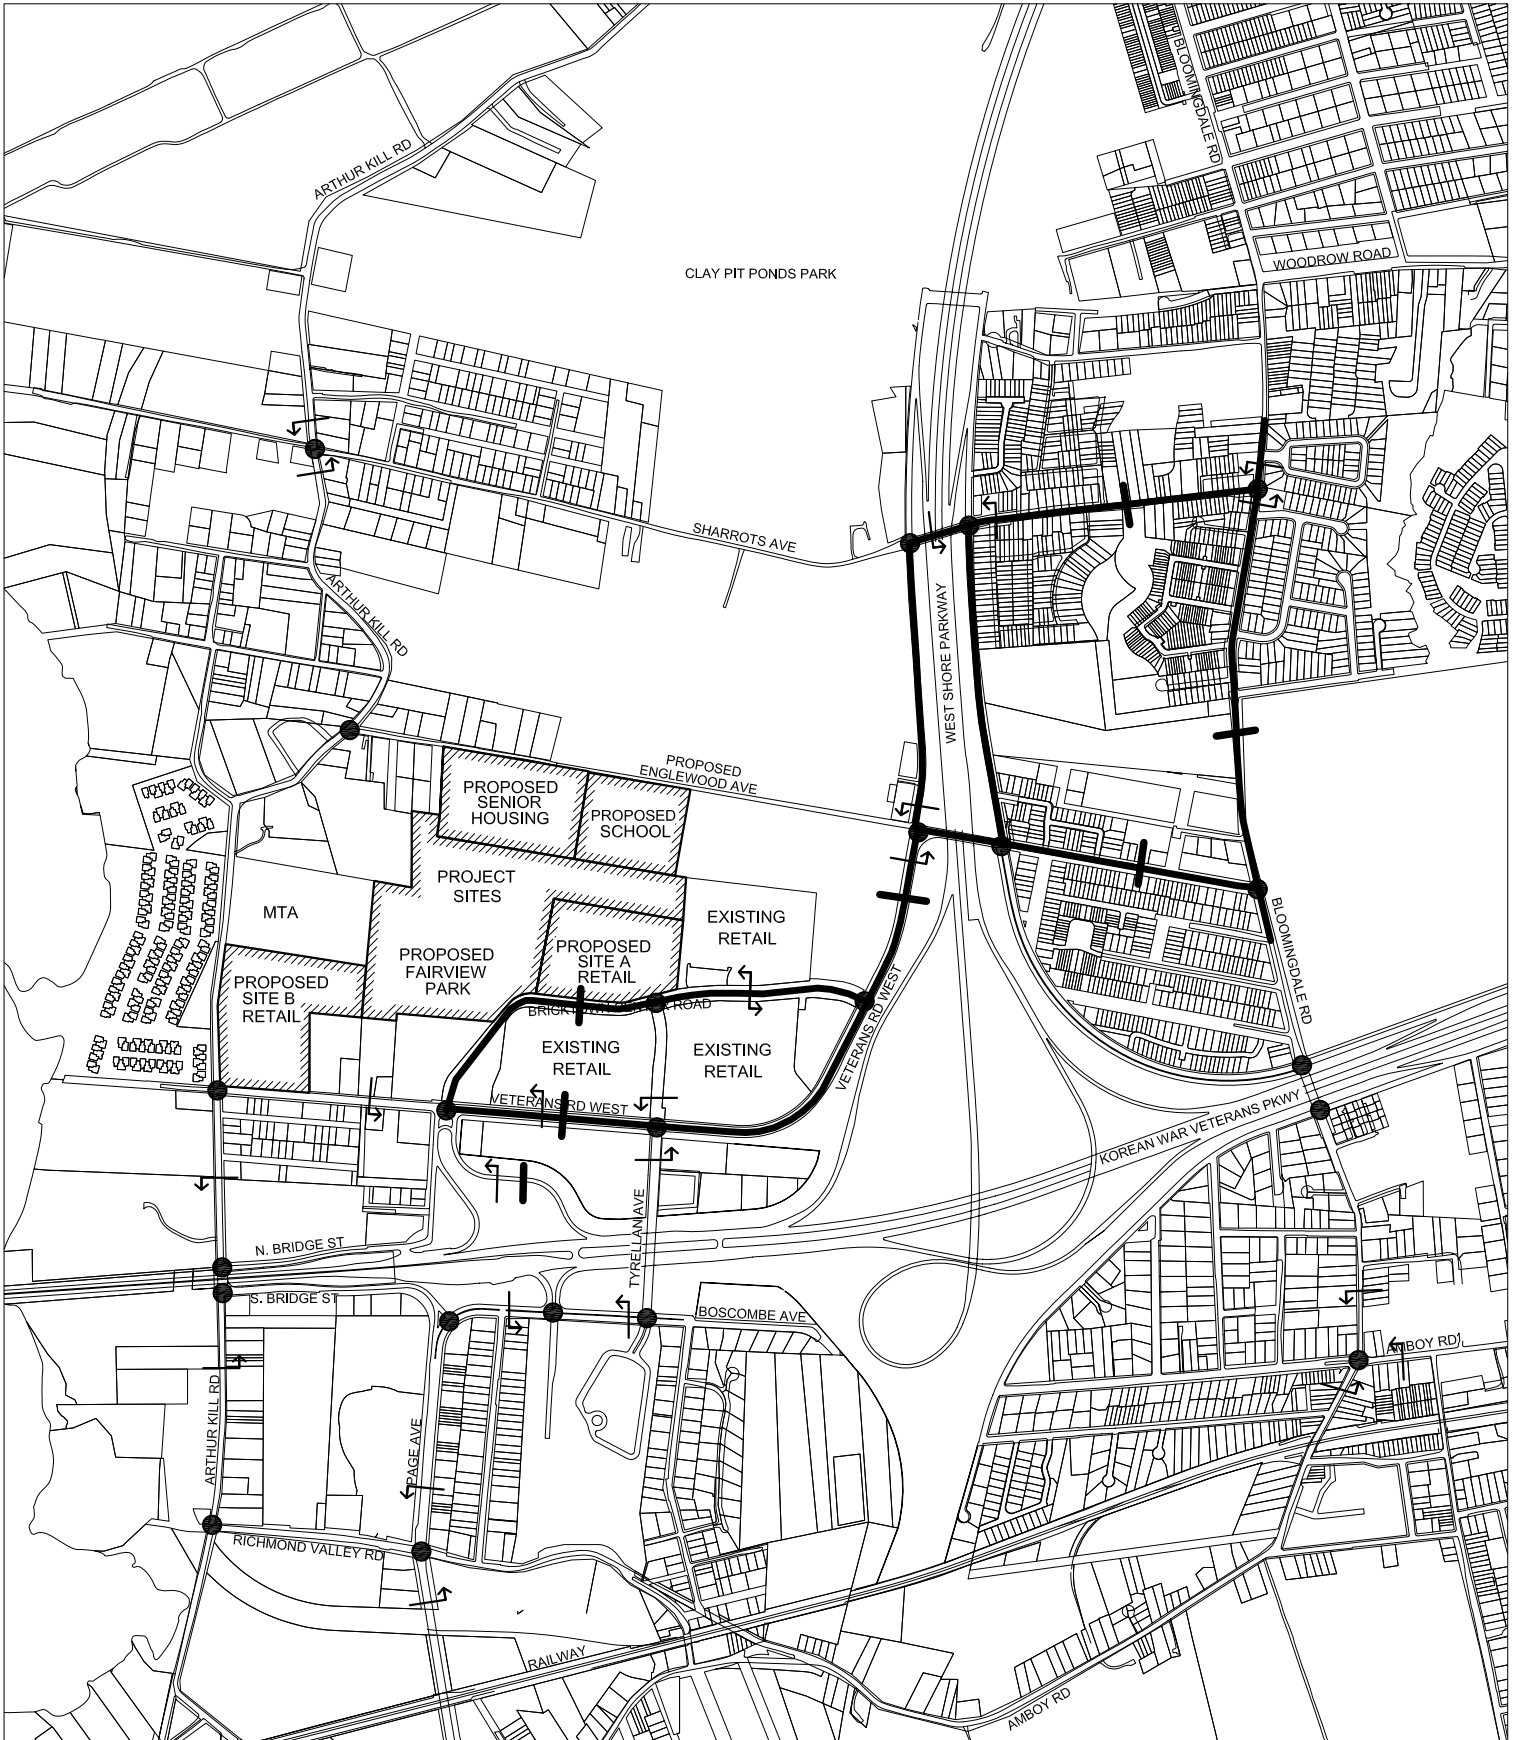 BLOOMINGDALE RD
ARTHUR KILL RD
WOODROW ROAD
CLAY PIT PONDS PARK
SHARROTS AVE
ARTHUR KILL RD
WEST SHORE PARKWAY
PROPOSED
ENGLEWOOD AVE
PROPOSED
SENIOR
HOUSING
PROPOSED
SCHOOL
PROJECT
SITES
MTA
EXISTING
RETAIL
BLOOMINGDALE RD
PROPOSED
FAIRVIEW
PARK
PROPOSED
SITE A
RETAIL
PROPOSED
SITE B
RETAIL
VETERANS RD WEST
ROAD
EXISTING
RETAIL
EXISTING
RETAIL
VETERANS RD WEST
KOREAN WAR VETERANS PKWY
TYRELLAN AVE
N. BRIDGE ST
S. BRIDGE ST
BOSCOMBE AVE
AMBOY RD
ARTHUR KILL RD
PAGE AVE
RICHMOND VALLEY RD
RAILWAY
AMBOY RD